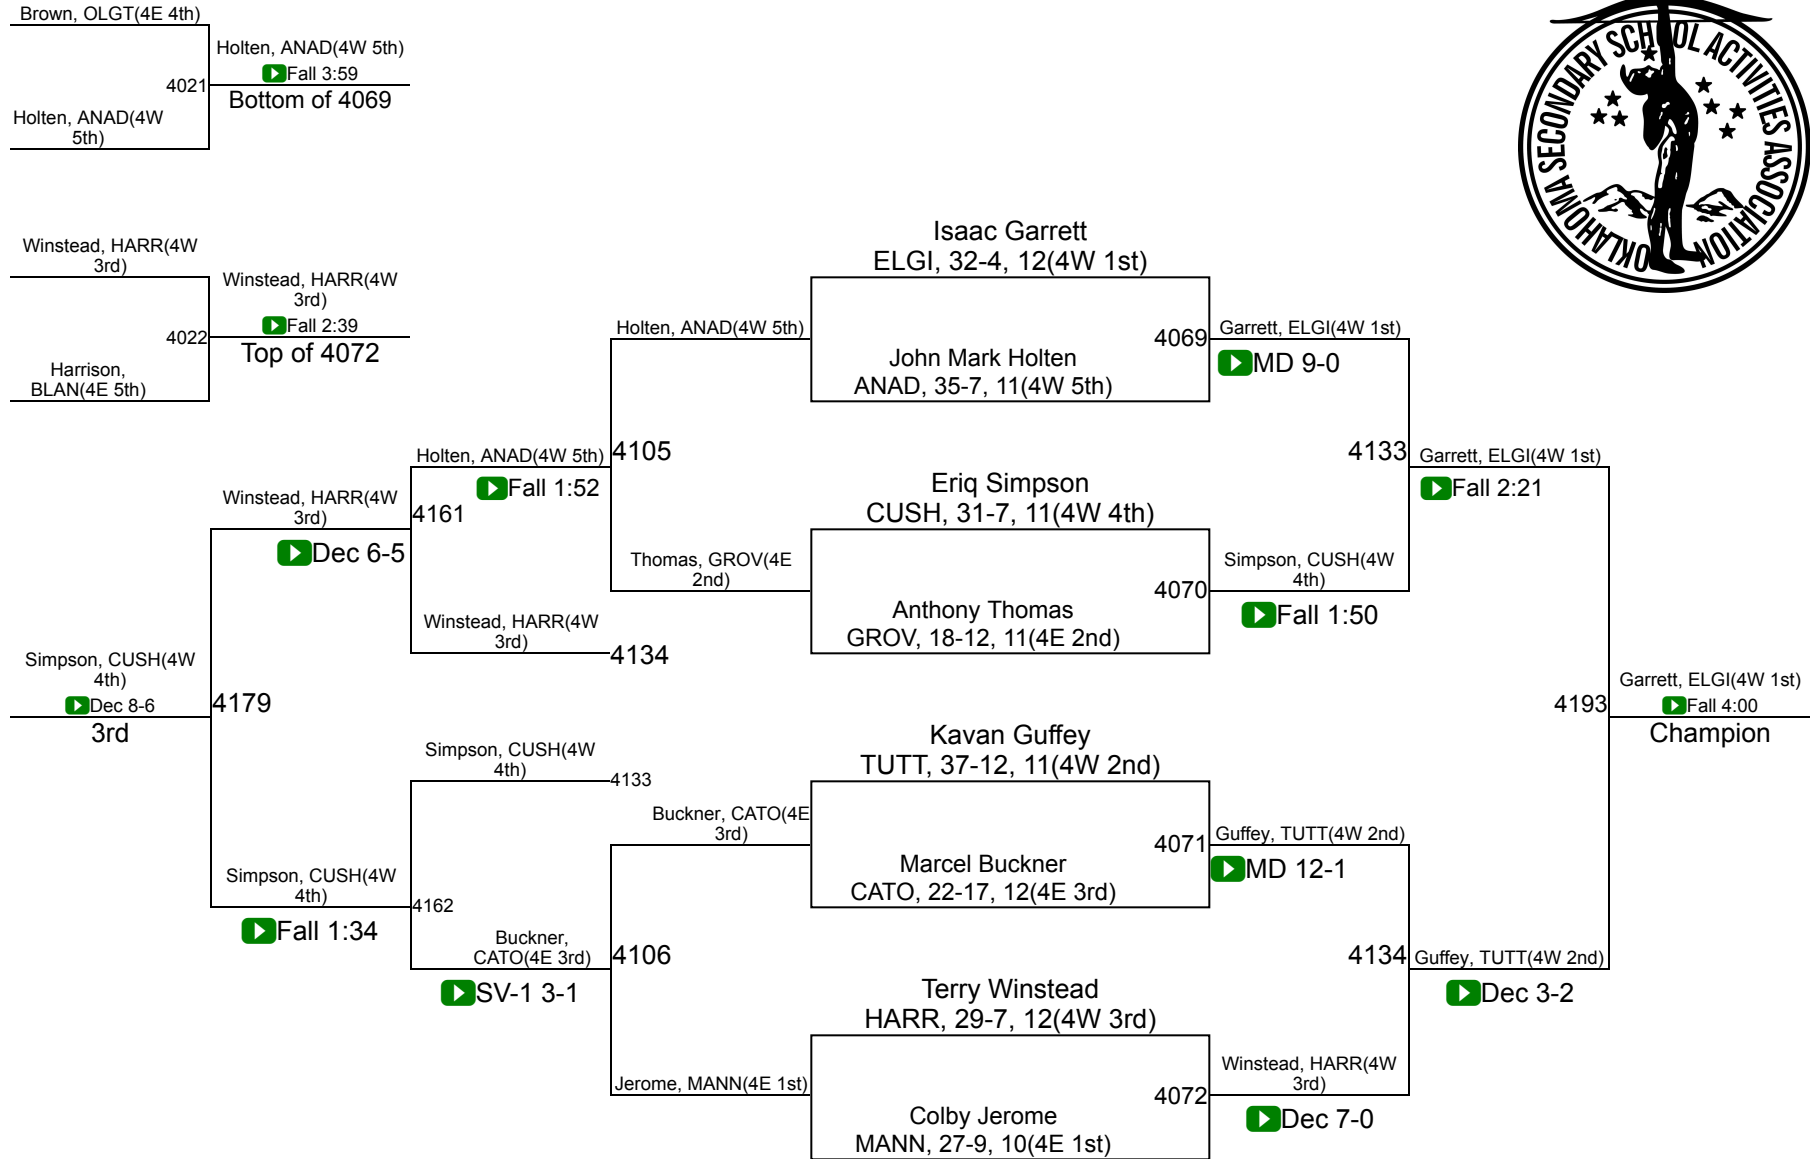 Brown, OLGT(4E 4th)
4021
Holten, ANAD(4W
5th)
Holten, ANAD(4W 5th)
Fall 3:59
Bottom of 4069
OKLAHOMA SECONDARY SCHOOL ACTIVITIES ASSOCIATION
Winstead, HARR(4W
3rd)
4022
Harrison,
BLAN(4E 5th)
Winstead, HARR(4W
3rd)
Fall 2:39
Top of 4072
Isaac Garrett
ELGI, 32-4, 12(4W 1st)
4069
John Mark Holten
ANAD, 35-7, 11(4W 5th)
Garrett, ELGI(4W 1st)
MD 9-0
Eriq Simpson
CUSH, 31-7, 11(4W 4th)
4070
Anthony Thomas
GROV, 18-12, 11(4E 2nd)
Simpson, CUSH(4W
4th)
Fall 1:50
4133
Garrett, ELGI(4W 1st)
Fall 2:21
Kavan Guffey
TUTT, 37-12, 11(4W 2nd)
4071
Marcel Buckner
CATO, 22-17, 12(4E 3rd)
Guffey, TUTT(4W 2nd)
MD 12-1
Terry Winstead
HARR, 29-7, 12(4W 3rd)
4072
Colby Jerome
MANN, 27-9, 10(4E 1st)
Winstead, HARR(4W
3rd)
Dec 7-0
4134
Guffey, TUTT(4W 2nd)
Dec 3-2
4193
Garrett, ELGI(4W 1st)
Fall 4:00
Champion
Holten, ANAD(4W 5th)
4105
Thomas, GROV(4E
2nd)
Holten, ANAD(4W 5th)
Fall 1:52
4161
Winstead, HARR(4W
3rd)
4134
Winstead, HARR(4W
3rd)
Dec 6-5
Buckner, CATO(4E
3rd)
4106
Jerome, MANN(4E 1st)
Simpson, CUSH(4W
4th)
4133
4162
Buckner,
CATO(4E 3rd)
SV-1 3-1
Simpson, CUSH(4W
4th)
Fall 1:34
4179
Simpson, CUSH(4W
4th)
Dec 8-6
3rd